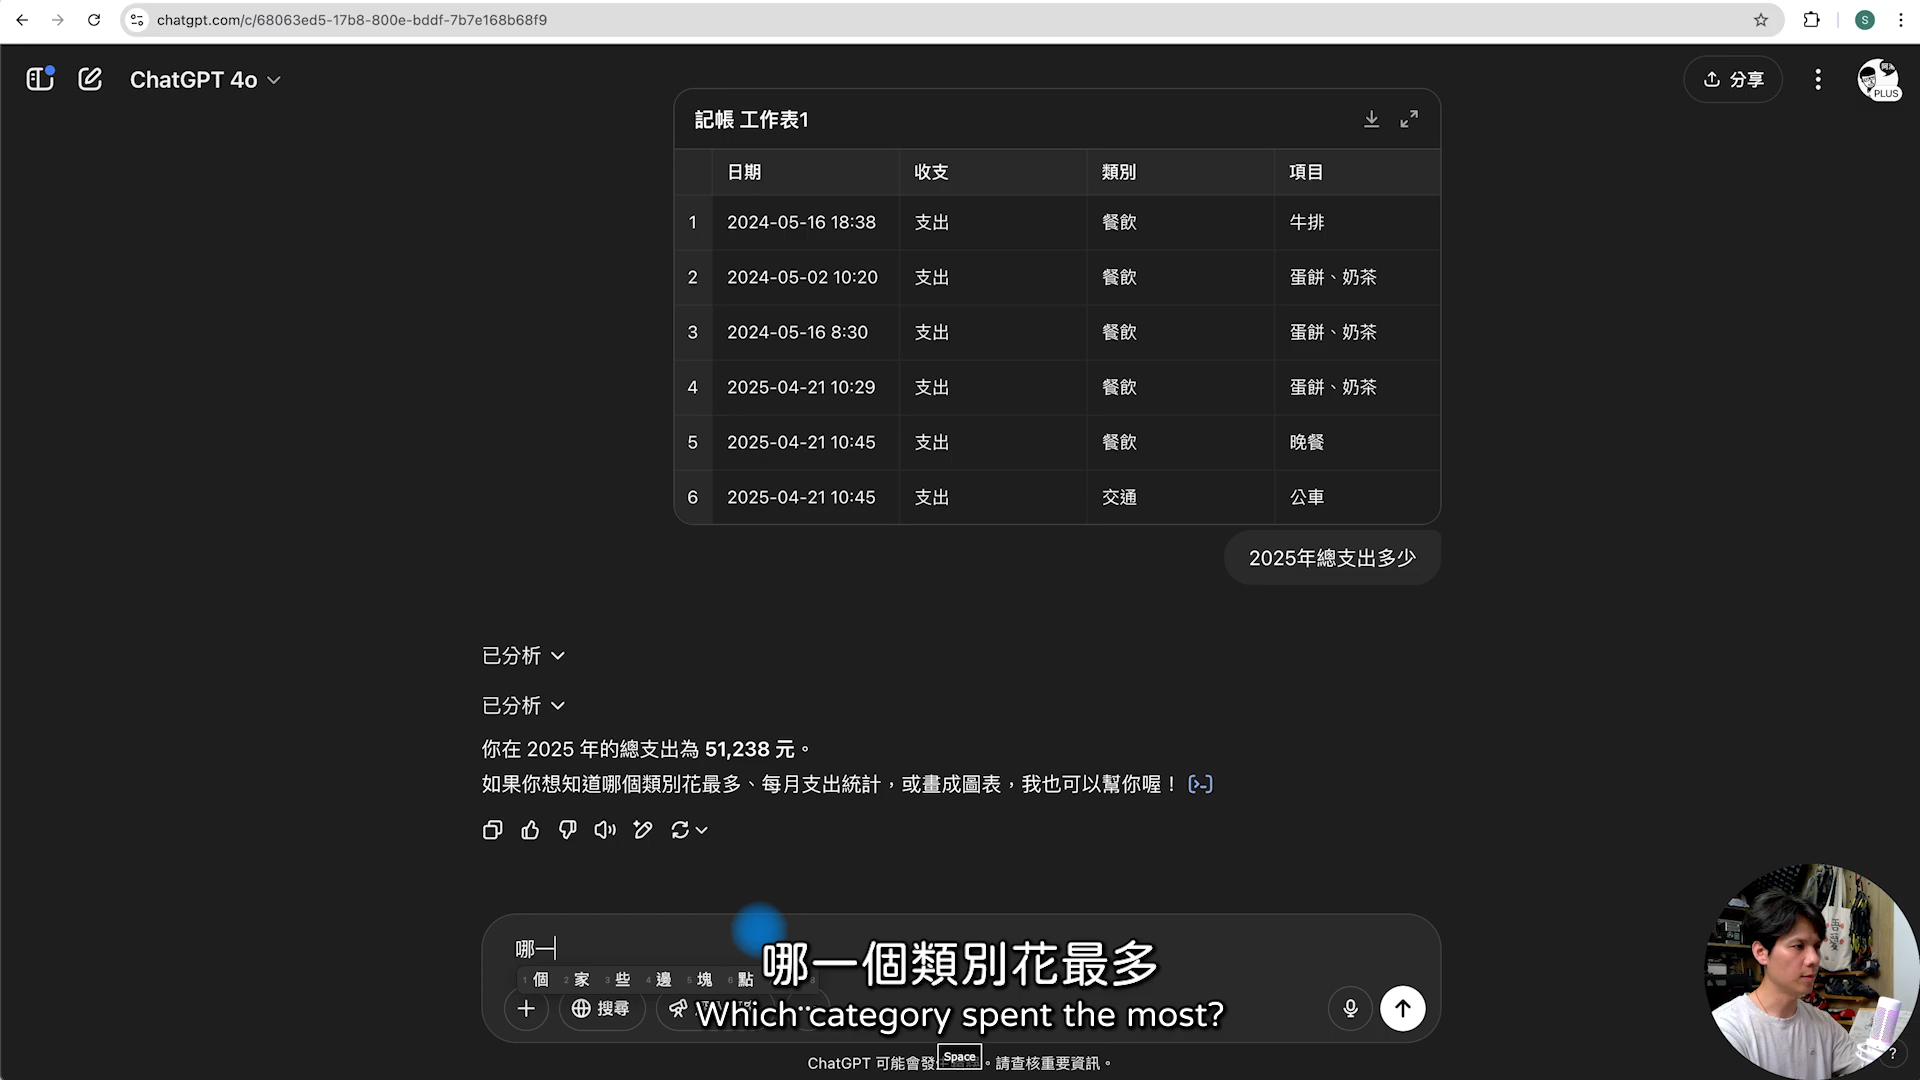 chatgpt.com/c/68063ed5-17b8-800e-bddf-7b7e168b68f9
S
ChatGPT 4o
分享
PLUS
記帳 工作表1
日期 收支 類別 項目
1 2024-05-16 18:38 支出 餐飲 牛排
2 2024-05-02 10:20 支出 餐飲 蛋餅、奶茶
3 2024-05-16 8:30 支出 餐飲 蛋餅、奶茶
4 2025-04-21 10:29 支出 餐飲 蛋餅、奶茶
5 2025-04-21 10:45 支出 餐飲 晚餐
6 2025-04-21 10:45 支出 交通 公車
2025年總支出多少
已分析
已分析
你在 2025 年的總支出為 51,238 元。
如果你想知道哪個類別花最多、每月支出統計，或畫成圖表，我也可以幫你喔！
哪一
1 個 2 家 3 些 4 邊 5 塊 6 點
哪一個類別花最多
搜尋
Which category spent the most?
Space
ChatGPT 可能會發 。請查核重要資訊。
?